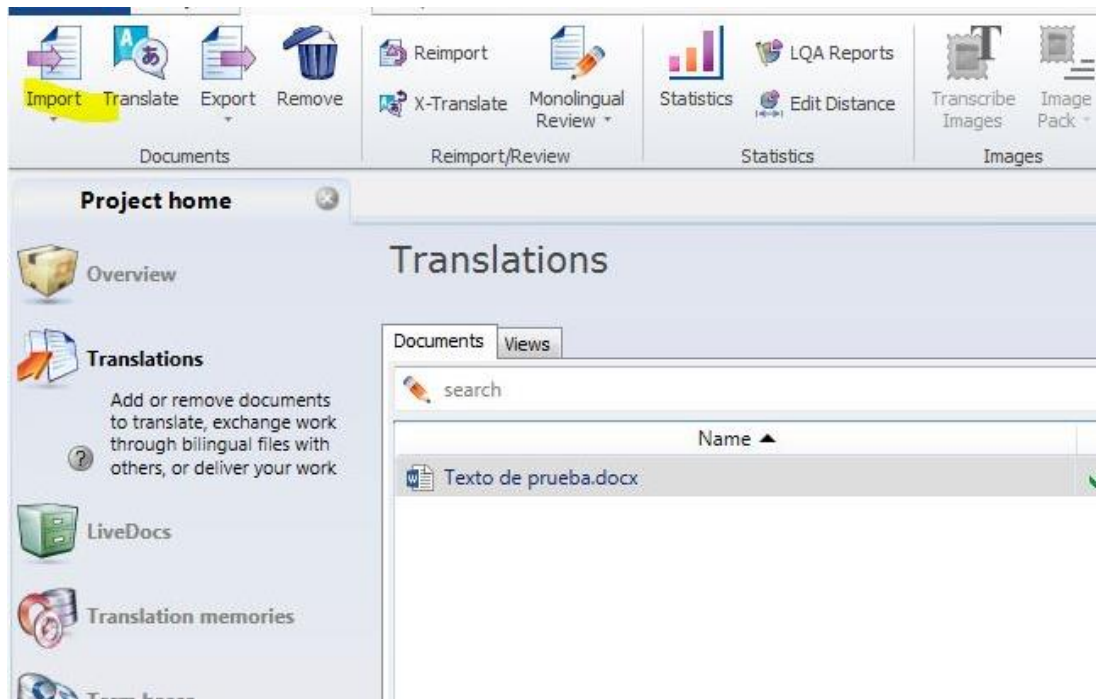 Import Translate Export Remove
Documents
Reimport
X-Translate
Monolingual
Review
Reimport/Review
Statistics
LQA Reports
Edit Distance
Statistics
Transcribe
Images
Image
Pack
Images
Project home
Overview
Translations
Add or remove documents
to translate, exchange work
through bilingual files with
others, or deliver your work
LiveDocs
Translation memories
Translations
Documents Views
search
Name
Texto de prueba.docx